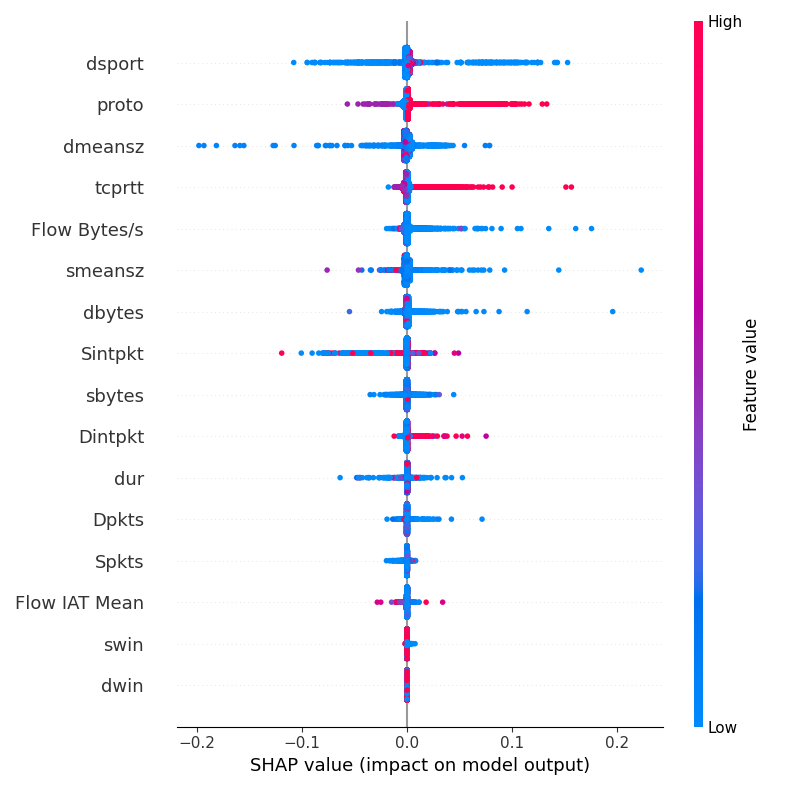 High
dsport
proto
dmeansz
tcprtt
Flow Bytes/s
smeansz
dbytes
Sintpkt
sbytes
Dintpkt
dur
Dpkts
Spkts
Flow IAT Mean
swin
dwin
Feature value
Low
−0.2 −0.1 0.0 0.1 0.2
SHAP value (impact on model output)